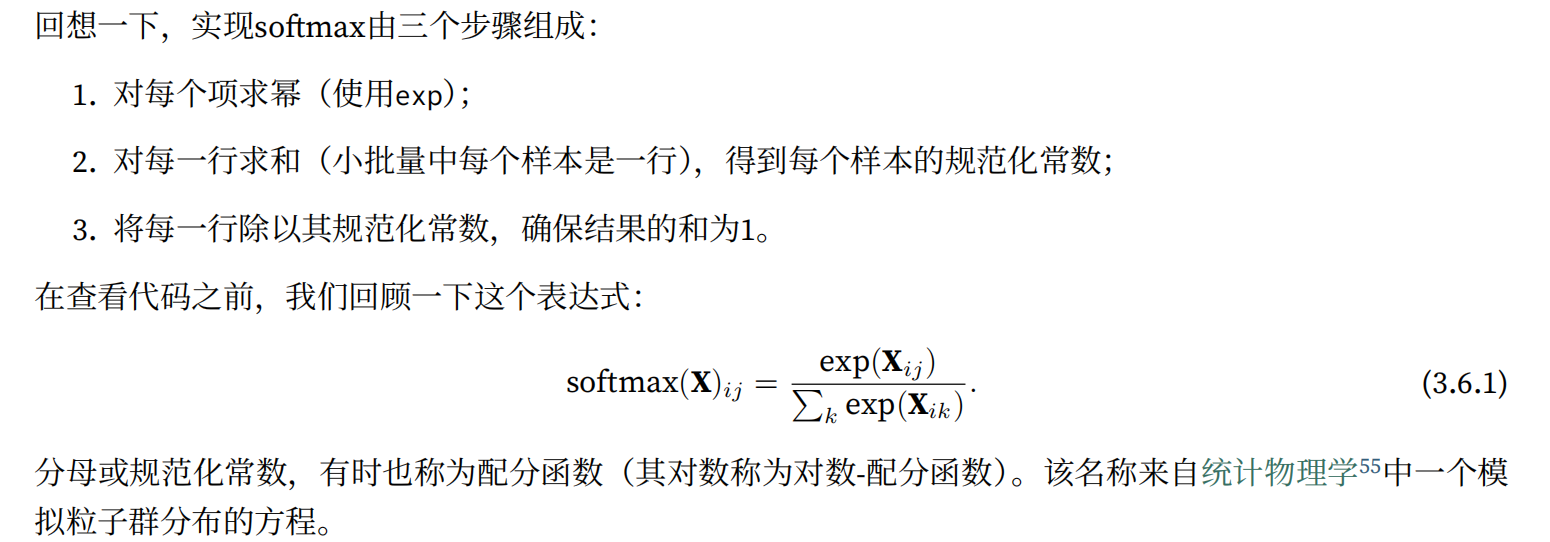 回想一下，实现softmax由三个步骤组成：
1. 对每个项求幂（使用exp）；
2. 对每一行求和（小批量中每个样本是一行），得到每个样本的规范化常数；
3. 将每一行除以其规范化常数，确保结果的和为1。
在查看代码之前，我们回顾一下这个表达式：
softmax(𝐗)_{ij} = \frac{exp(𝐗_{ij})}{∑_k exp(𝐗_{ik})}. (3.6.1)
分母或规范化常数，有时也称为配分函数（其对数称为对数-配分函数）。该名称来自统计物理学⁵⁵中一个模
拟粒子群分布的方程。